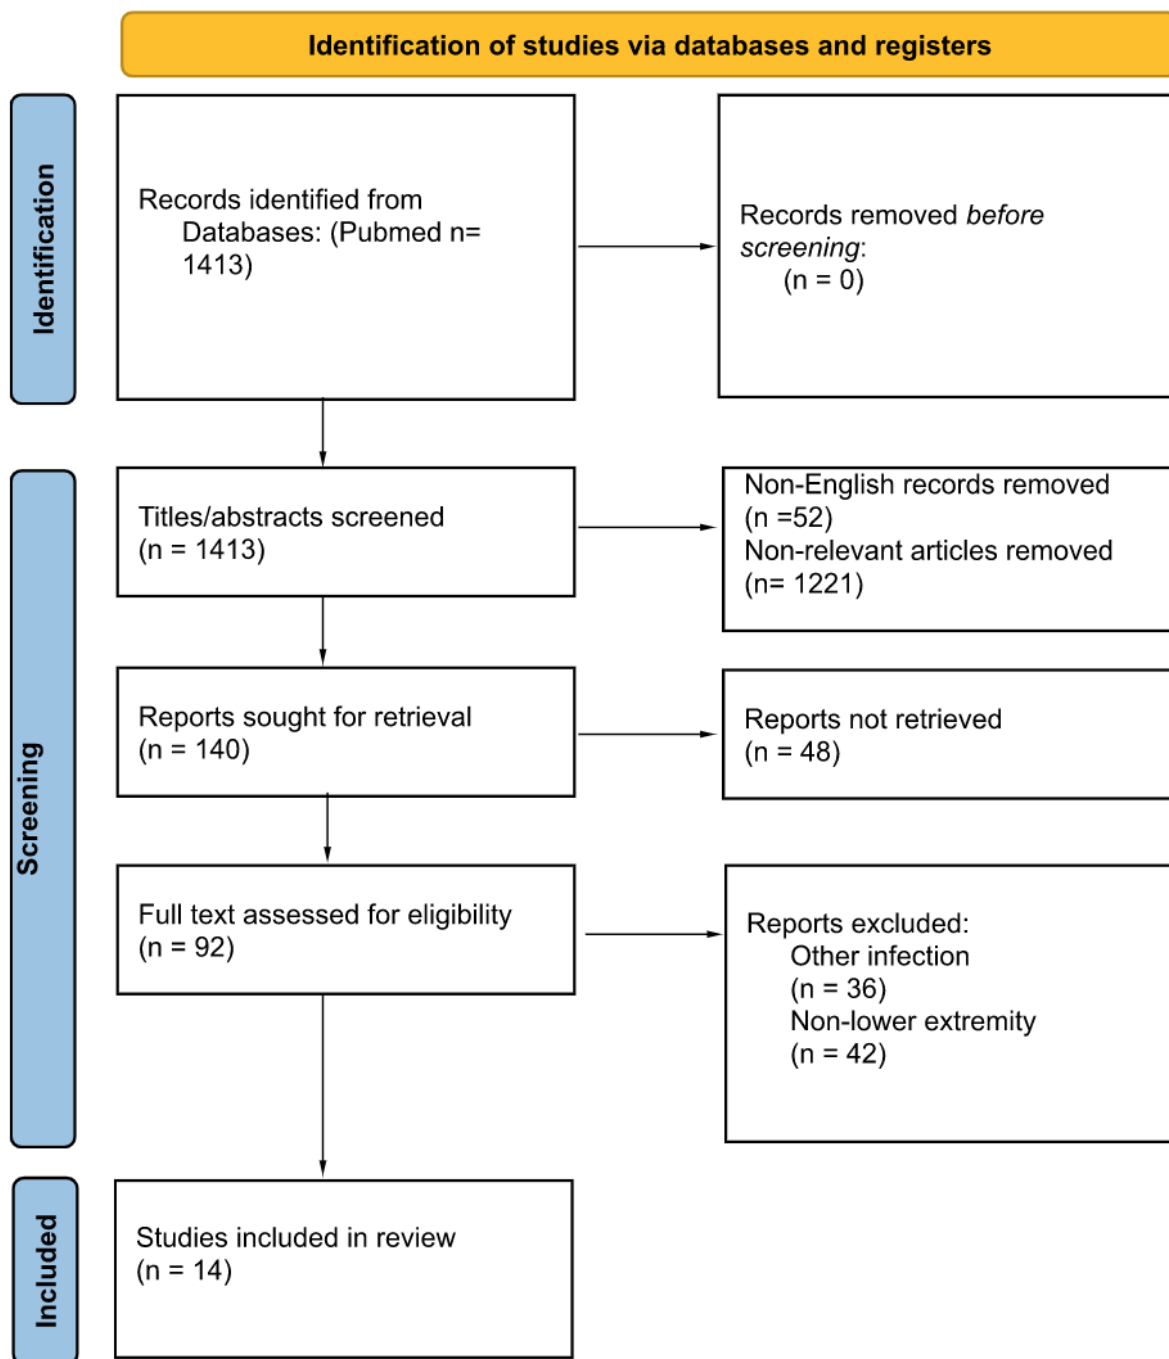 Identification of studies via databases and registers
Identification
Records identified from
Databases: (Pubmed n=
1413)
Records removed before
screening:
(n = 0)
Screening
Titles/abstracts screened
(n = 1413)
Non-English records removed
(n =52)
Non-relevant articles removed
(n= 1221)
Reports sought for retrieval
(n = 140)
Reports not retrieved
(n = 48)
Full text assessed for eligibility
(n = 92)
Reports excluded:
Other infection
(n = 36)
Non-lower extremity
(n = 42)
Included
Studies included in review
(n = 14)